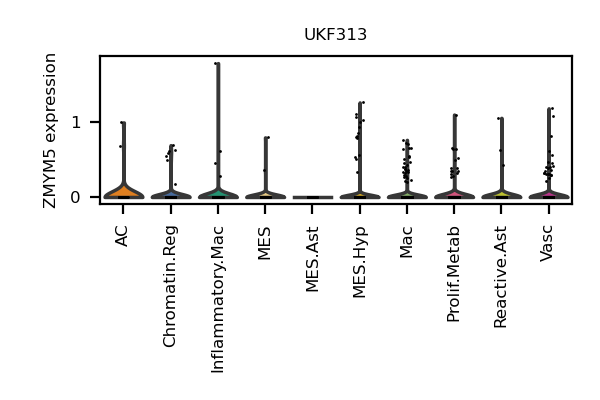 UKF313
ZMYM5 expression
1
0
AC
Chromatin.Reg
Inflammatory.Mac
MES
MES.Ast
MES.Hyp
Mac
Prolif.Metab
Reactive.Ast
Vasc